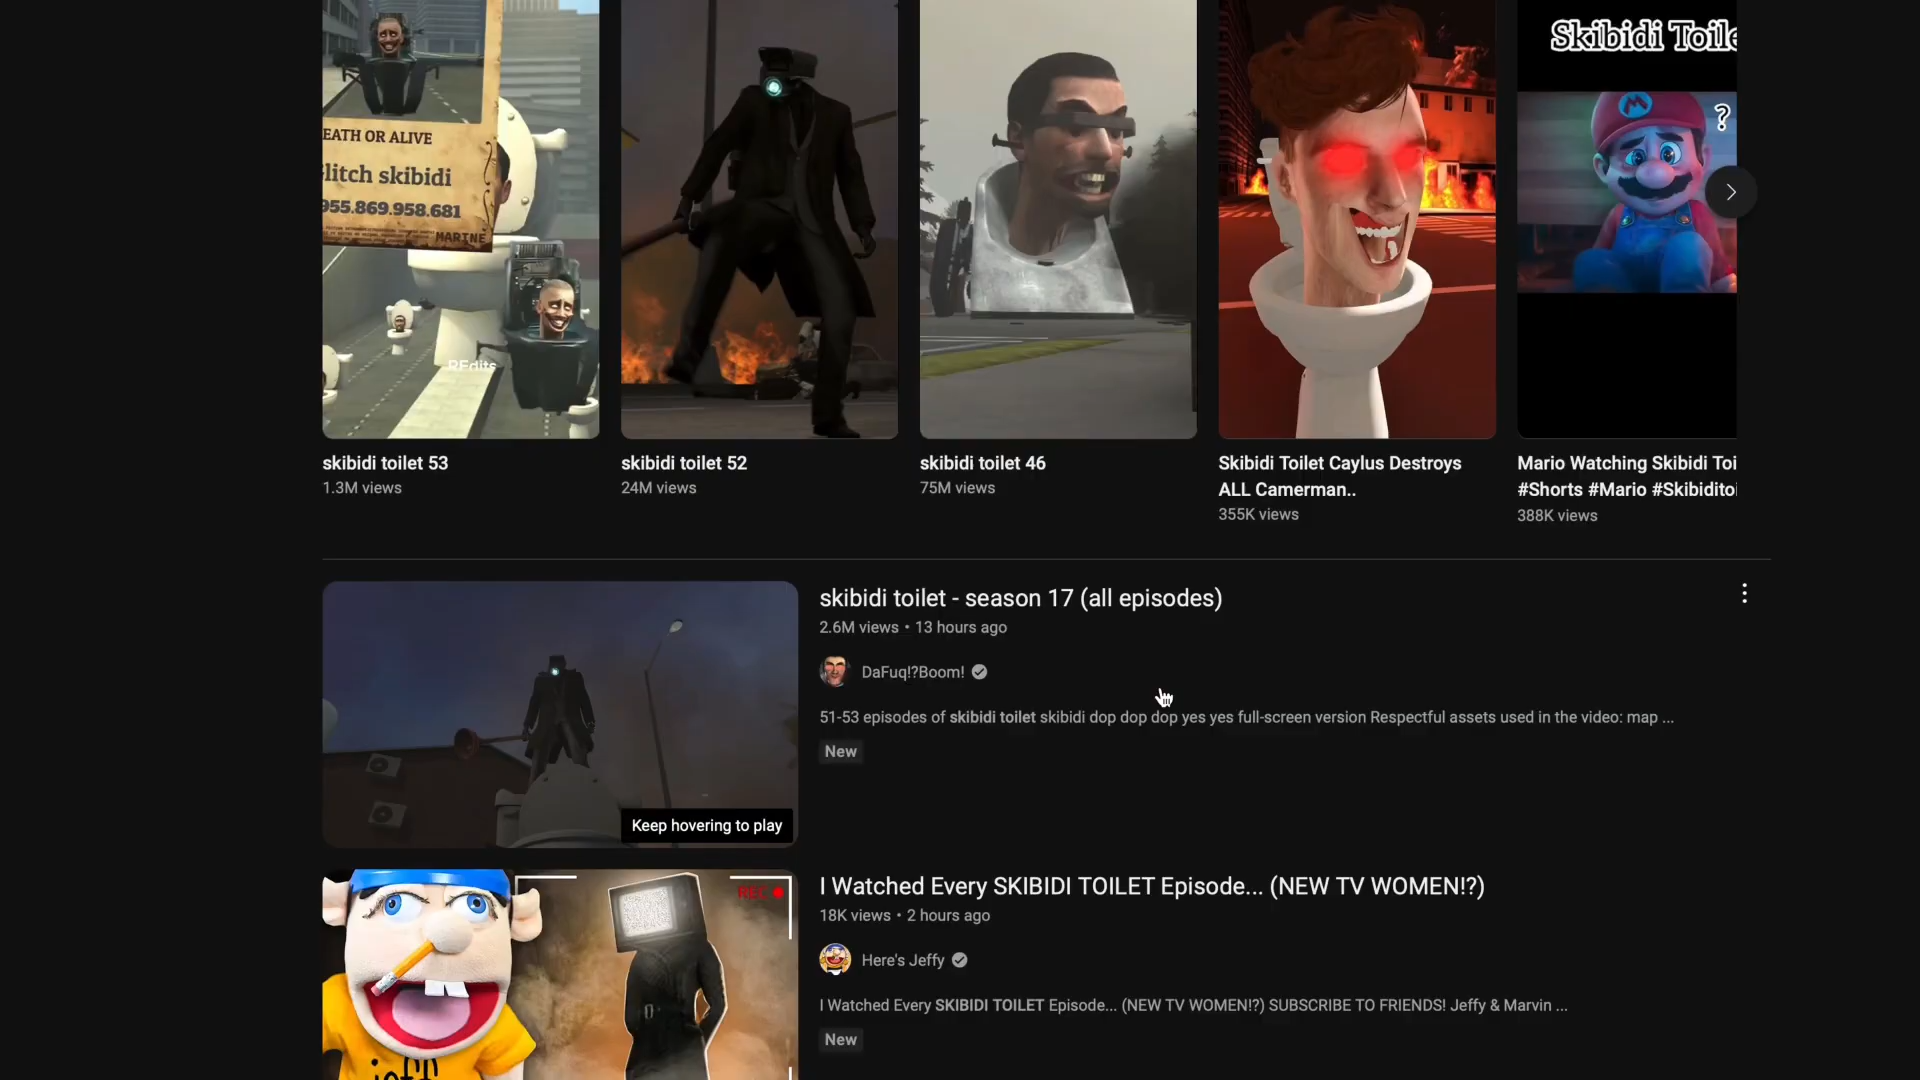 EATH OR ALIVE
litch skibidi
955.869.958.681
MARINE
REdits
Skibidi Toile
?
skibidi toilet 53
1.3M views
skibidi toilet 52
24M views
skibidi toilet 46
75M views
Skibidi Toilet Caylus Destroys
ALL Camerman..
355K views
Mario Watching Skibidi Toi
#Shorts #Mario #Skibiditoi
388K views
skibidi toilet - season 17 (all episodes)
2.6M views • 13 hours ago
DaFuq!?Boom!
51-53 episodes of skibidi toilet skibidi dop dop dop yes yes full-screen version Respectful assets used in the video: map ...
New
Keep hovering to play
REC
I Watched Every SKIBIDI TOILET Episode... (NEW TV WOMEN!?)
18K views • 2 hours ago
Here's Jeffy
I Watched Every SKIBIDI TOILET Episode... (NEW TV WOMEN!?) SUBSCRIBE TO FRIENDS! Jeffy & Marvin ...
New